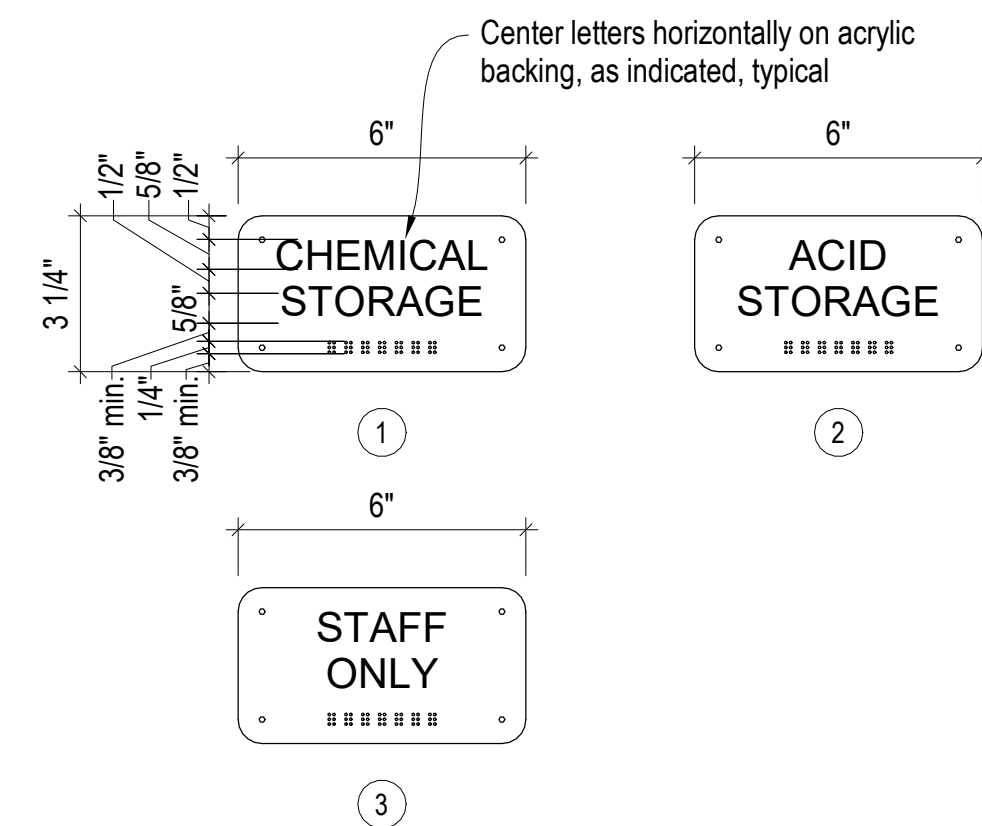 Center letters horizontally on acrylic
backing, as indicated, typical
6"
6"
1/2"
5/8"
1/2"
3 1/4"
5/8"
3/8" min.
1/4"
3/8" min.
CHEMICAL
STORAGE
1
ACID
STORAGE
2
6"
STAFF
ONLY
3